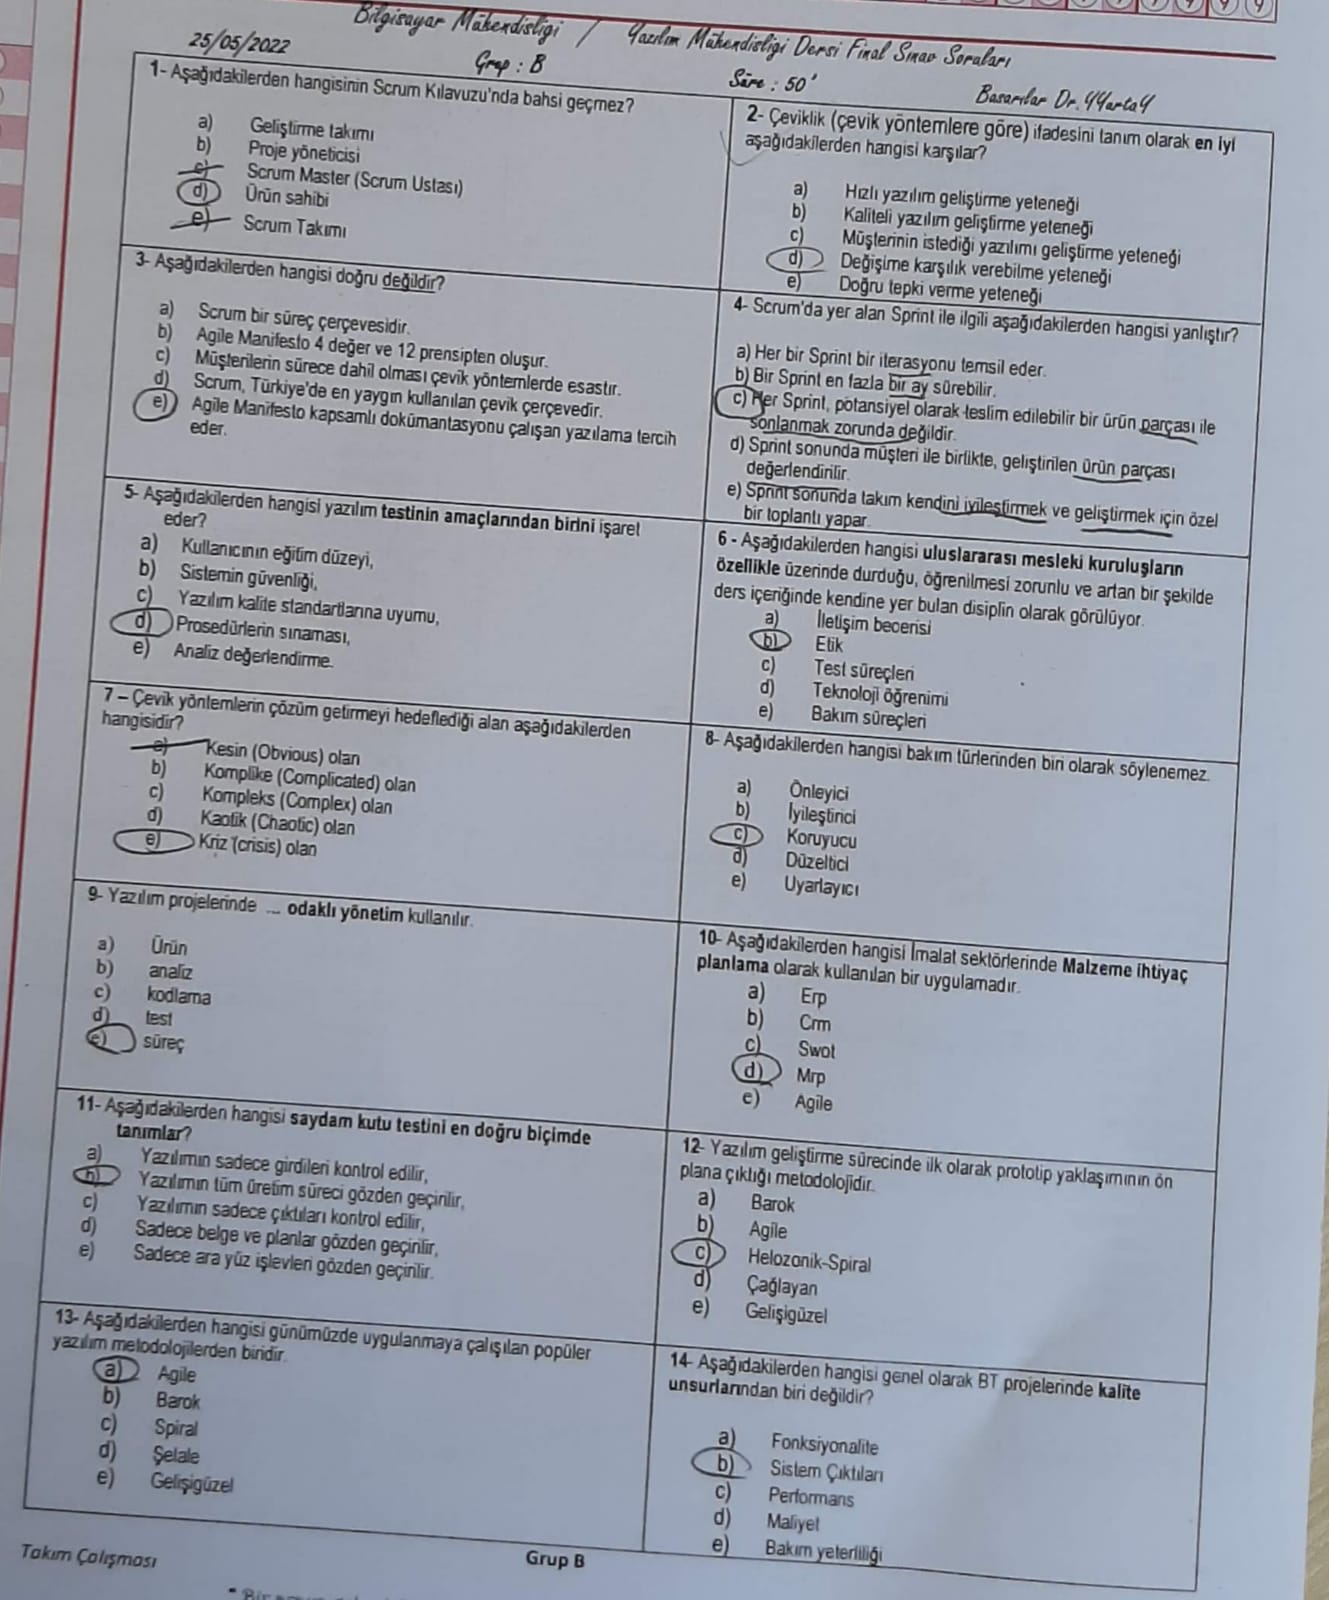 Bilgisayar Mühendisligi / Yazılım Mühendisligi Dersi Final Sınav Soruları
25/05/2022
Grup : B
Süre : 50'
Basarılar Dr. YYartaY
1- Aşağıdakilerden hangisinin Scrum Kılavuzu'nda bahsi geçmez?
a) Geliştirme takımı
b) Proje yöneticisi
c) Scrum Master (Scrum Ustası)
d) Ürün sahibi
e) Scrum Takımı
2- Çeviklik (çevik yöntemlere göre) ifadesini tanım olarak en iyi
aşağıdakilerden hangisi karşılar?
a) Hızlı yazılım geliştirme yeteneği
b) Kaliteli yazılım geliştirme yeteneği
c) Müşterinin istediği yazılımı geliştirme yeteneği
d) Değişime karşılık verebilme yeteneği
e) Doğru tepki verme yeteneği
3- Aşağıdakilerden hangisi doğru değildir?
a) Scrum bir süreç çerçevesidir.
b) Agile Manifesto 4 değer ve 12 prensipten oluşur.
c) Müşterilerin sürece dahil olması çevik yöntemlerde esastır.
d) Scrum, Türkiye'de en yaygın kullanılan çevik çerçevedir.
e) Agile Manifesto kapsamlı dokümantasyonu çalışan yazılama tercih
eder.
4- Scrum'da yer alan Sprint ile ilgili aşağıdakilerden hangisi yanlıştır?
a) Her bir Sprint bir iterasyonu temsil eder.
b) Bir Sprint en fazla bir ay sürebilir.
c) Her Sprint, potansiyel olarak teslim edilebilir bir ürün parçası ile
sonlanmak zorunda değildir.
d) Sprint sonunda müşteri ile birlikte, geliştirilen ürün parçası
değerlendirilir.
e) Sprint sonunda takım kendini iyileştirmek ve geliştirmek için özel
bir toplantı yapar.
5- Aşağıdakilerden hangisi yazılım testinin amaçlarından birini işaret
eder?
a) Kullanıcının eğitim düzeyi,
b) Sistemin güvenliği,
c) Yazılım kalite standartlarına uyumu,
d) Prosedürlerin sınaması,
e) Analiz değerlendirme.
6 - Aşağıdakilerden hangisi uluslararası mesleki kuruluşların
özellikle üzerinde durduğu, öğrenilmesi zorunlu ve artan bir şekilde
ders içeriğinde kendine yer bulan disiplin olarak görülüyor.
a) İletişim becerisi
b) Etik
c) Test süreçleri
d) Teknoloji öğrenimi
e) Bakım süreçleri
7 – Çevik yöntemlerin çözüm getirmeyi hedeflediği alan aşağıdakilerden
hangisidir?
a) Kesin (Obvious) olan
b) Komplike (Complicated) olan
c) Kompleks (Complex) olan
d) Kaotik (Chaotic) olan
e) Kriz (crisis) olan
8- Aşağıdakilerden hangisi bakım türlerinden biri olarak söylenemez.
a) Önleyici
b) İyileştirici
c) Koruyucu
d) Düzeltici
e) Uyarlayıcı
9- Yazılım projelerinde .... odaklı yönetim kullanılır.
a) Ürün
b) analiz
c) kodlama
d) test
e) süreç
10- Aşağıdakilerden hangisi İmalat sektörlerinde Malzeme ihtiyaç
planlama olarak kullanılan bir uygulamadır.
a) Erp
b) Crm
c) Swot
d) Mrp
e) Agile
11- Aşağıdakilerden hangisi saydam kutu testini en doğru biçimde
tanımlar?
a) Yazılımın sadece girdileri kontrol edilir,
b) Yazılımın tüm üretim süreci gözden geçirilir,
c) Yazılımın sadece çıktıları kontrol edilir,
d) Sadece belge ve planlar gözden geçirilir,
e) Sadece ara yüz işlevleri gözden geçirilir.
12- Yazılım geliştirme sürecinde ilk olarak prototip yaklaşımının ön
plana çıktığı metodolojidir.
a) Barok
b) Agile
c) Helozonik-Spiral
d) Çağlayan
e) Gelişigüzel
13- Aşağıdakilerden hangisi günümüzde uygulanmaya çalışılan popüler
yazılım metodolojilerden biridir.
a) Agile
b) Barok
c) Spiral
d) Şelale
e) Gelişigüzel
14- Aşağıdakilerden hangisi genel olarak BT projelerinde kalite
unsurlarından biri değildir?
a) Fonksiyonalite
b) Sistem Çıktıları
c) Performans
d) Maliyet
e) Bakım yeterliliği
Takım Çalışması
Grup B